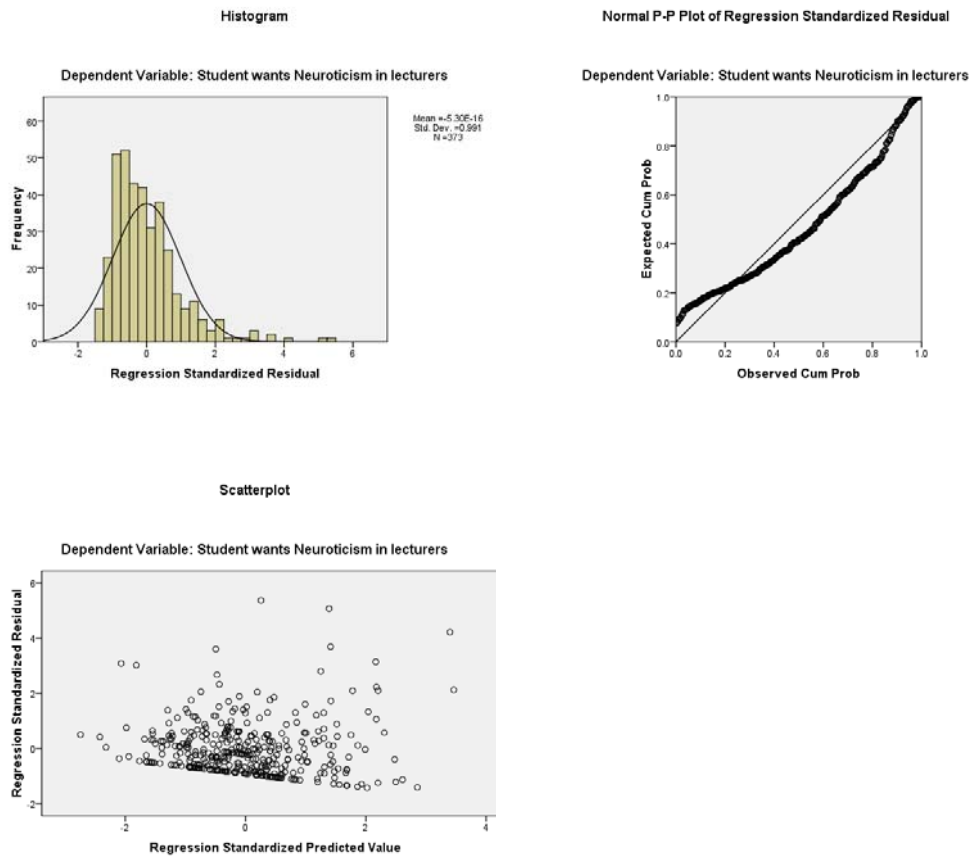 Histogram
Dependent Variable: Student wants Neuroticism in lecturers
Mean =-5.30E-16
Std. Dev. =0.991
N =373
60
50
40
30
20
10
0
Frequency
-2 0 2 4 6
Regression Standardized Residual
Normal P-P Plot of Regression Standardized Residual
Dependent Variable: Student wants Neuroticism in lecturers
1.0
0.8
0.6
0.4
0.2
0.0
Expected Cum Prob
0.0 0.2 0.4 0.6 0.8 1.0
Observed Cum Prob
Scatterplot
Dependent Variable: Student wants Neuroticism in lecturers
6
4
2
0
-2
Regression Standardized Residual
-2 0 2 4
Regression Standardized Predicted Value